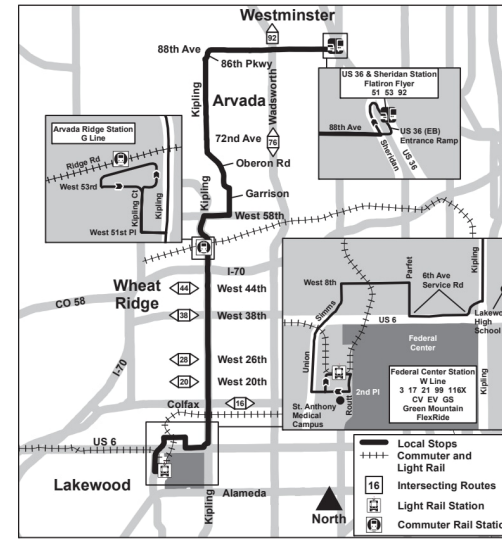 Westminster
92
88th Ave
86th Pkwy
Kipling
Arvada
Wadsworth
72nd Ave
76
Oberon Rd
Kipling
Garrison
West 58th
US 36 & Sheridan Station
Flatiron Flyer
51 53 92
88th Ave
US 36 (EB)
Entrance Ramp
Sheridan
US 36
Arvada Ridge Station
G Line
Ridge Rd
West 53rd
Kipling Ct
Kipling
West 51st Pl
I-70
Wheat
Ridge
44
West 44th
CO 58
38
West 38th
I-70
28
West 26th
20
West 20th
Colfax
16
US 6
Lakewood
Kipling
Alameda
West 8th
Parfet
6th Ave
Service Rd
Kipling
Simms
US 6
Lakewo
High
School
Federal
Center
Union
Kipling
2nd Pl
Rout
St. Anthony
Medical
Campus
Federal Center Station
W Line
3 17 21 99 116X
CV EV GS
Green Mountain
FlexRide
North
Local Stops
Commuter and
Light Rail
16
Intersecting Routes
Light Rail Station
Commuter Rail Statio